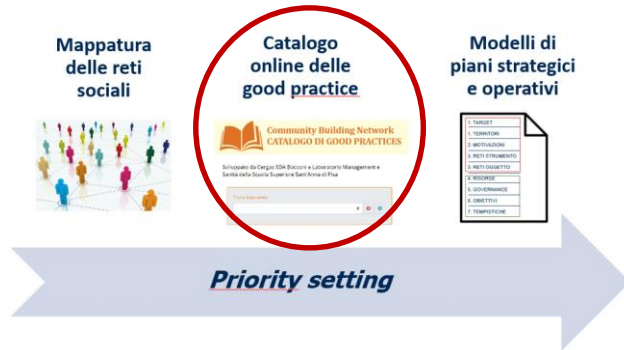 Mappatura
delle reti
sociali
Catalogo
online delle
good practice
Modelli di
piani strategici
e operativi
Community Building Network
CATALOGO DI GOOD PRACTICES
Sviluppato da Cergas SDA Bocconi e Laboratorio Management e
Sanità della Scuola Superiore Sant'Anna di Pisa
1. TARGET
1. TERRITORI
2. MOTIVAZIONI
3. RETI STRUMENTO
3. RETI OGGETTO
4. RISORSE
5. GOVERNANCE
6. OBIETTIVI
7. TEMPISTICHE
Priority setting